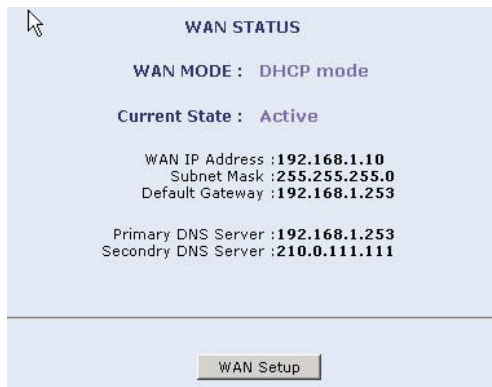 WAN STATUS
WAN MODE : DHCP mode
Current State : Active
WAN IP Address :192.168.1.10
Subnet Mask :255.255.255.0
Default Gateway :192.168.1.253
Primary DNS Server :192.168.1.253
Secondry DNS Server :210.0.111.111
WAN Setup